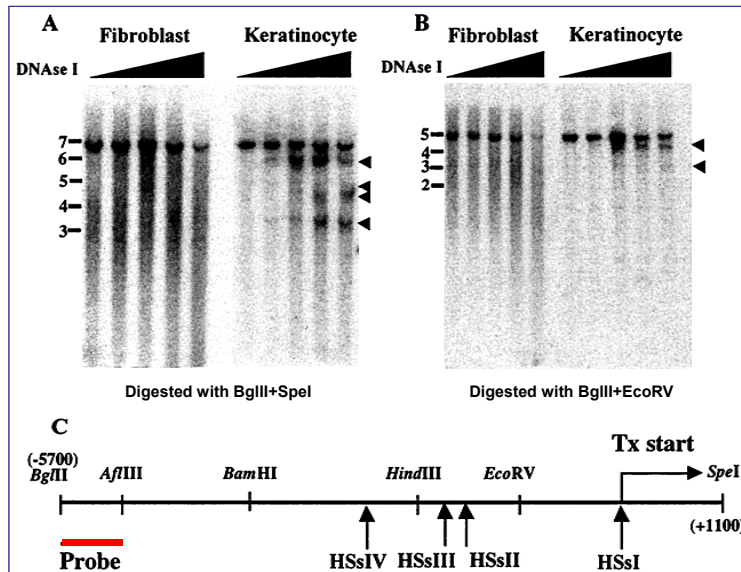 A
Fibroblast Keratinocyte
DNAse I
7
6
5
4
3
Digested with BglII+SpeI
B
Fibroblast Keratinocyte
DNAse I
5
4
3
2
Digested with BglII+EcoRV
C
Tx start
(-5700)
BglII AflIII BamHI HindIII EcoRV SpeI
(+1100)
Probe HSsIV HSsIII HSsII HSsI